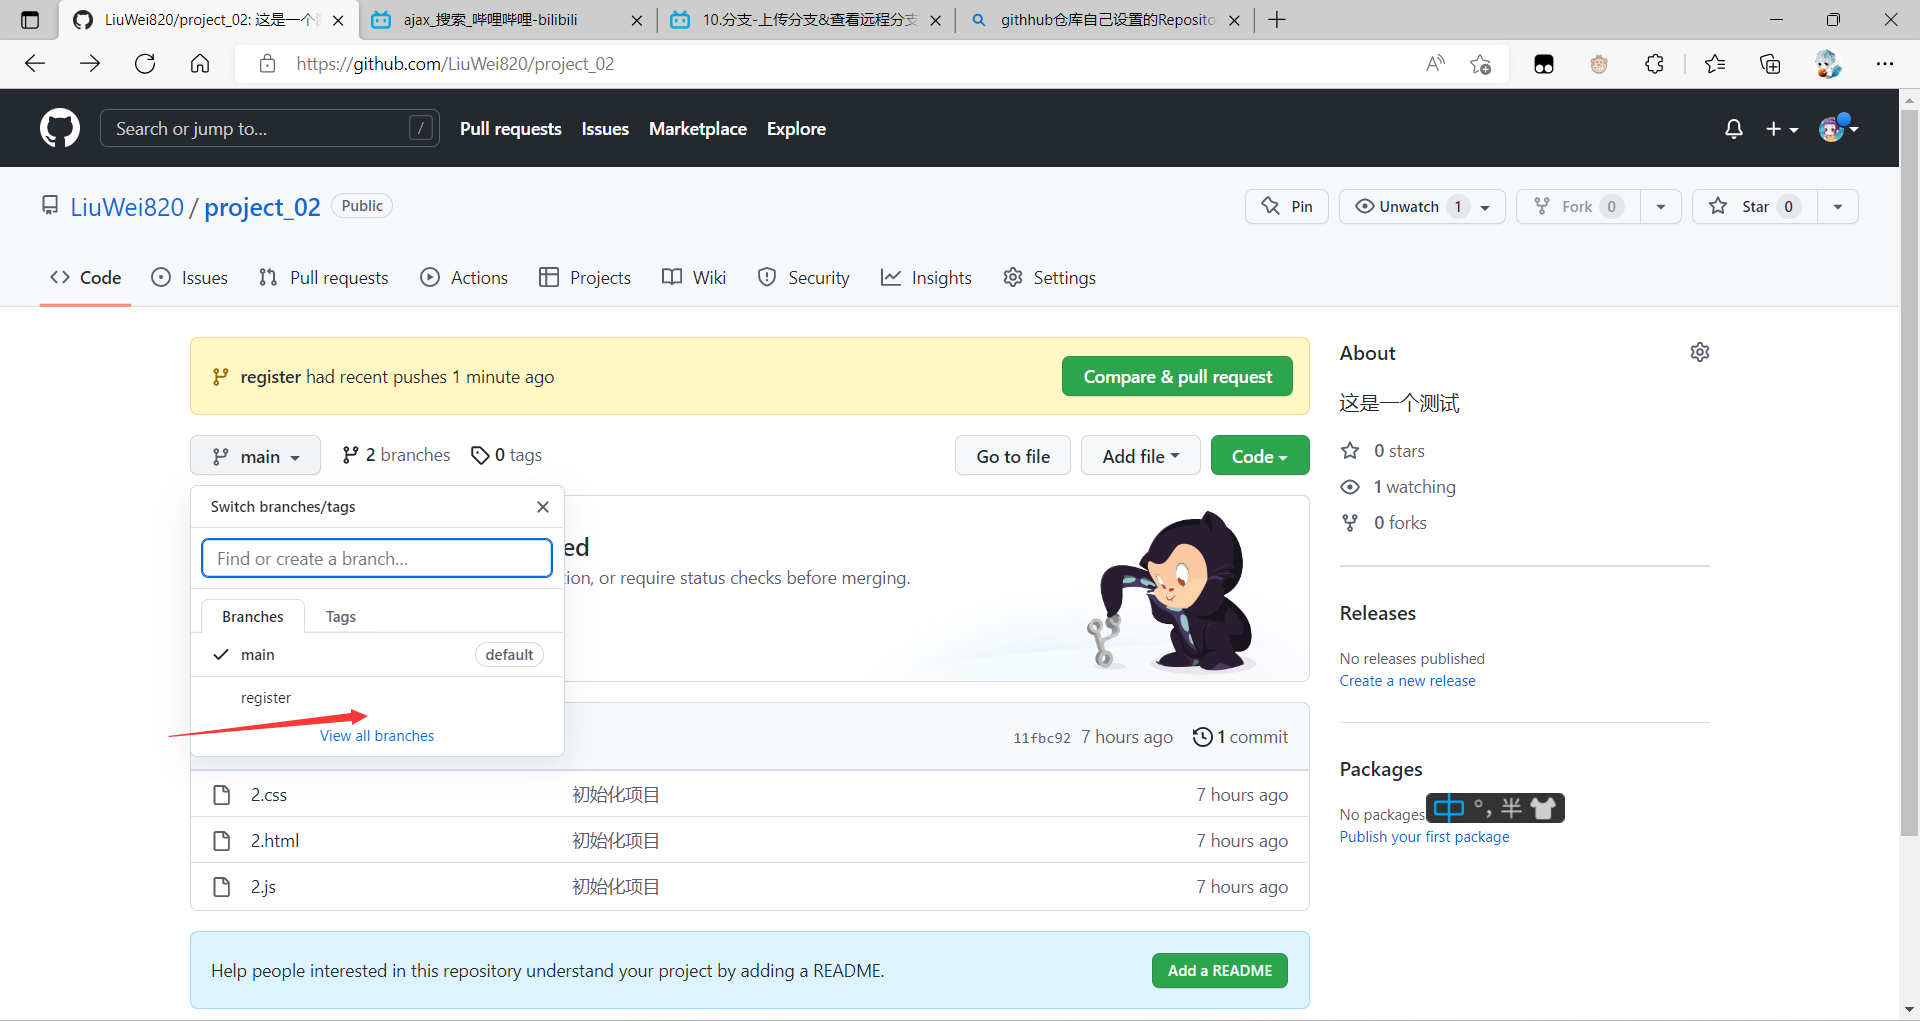 LiuWei820/project_02: 这是一个
ajax_搜索_哔哩哔哩-bilibili
10.分支-上传分支&查看远程分支
githhub仓库自己设置的Reposito
https://github.com/LiuWei820/project_02
Search or jump to...
/
Pull requests
Issues
Marketplace
Explore
LiuWei820 / project_02
Public
Pin
Unwatch 1
Fork 0
Star 0
Code
Issues
Pull requests
Actions
Projects
Wiki
Security
Insights
Settings
register had recent pushes 1 minute ago
Compare & pull request
About
这是一个测试
main
2 branches
0 tags
Go to file
Add file
Code
0 stars
1 watching
0 forks
Switch branches/tags
Find or create a branch...
ed
tion, or require status checks before merging.
Branches
Tags
main
default
register
View all branches
Releases
No releases published
Create a new release
11fbc92 7 hours ago
1 commit
2.css
初始化项目
7 hours ago
2.html
初始化项目
7 hours ago
2.js
初始化项目
7 hours ago
Packages
No packages
中 °, 半
Publish your first package
Help people interested in this repository understand your project by adding a README.
Add a README